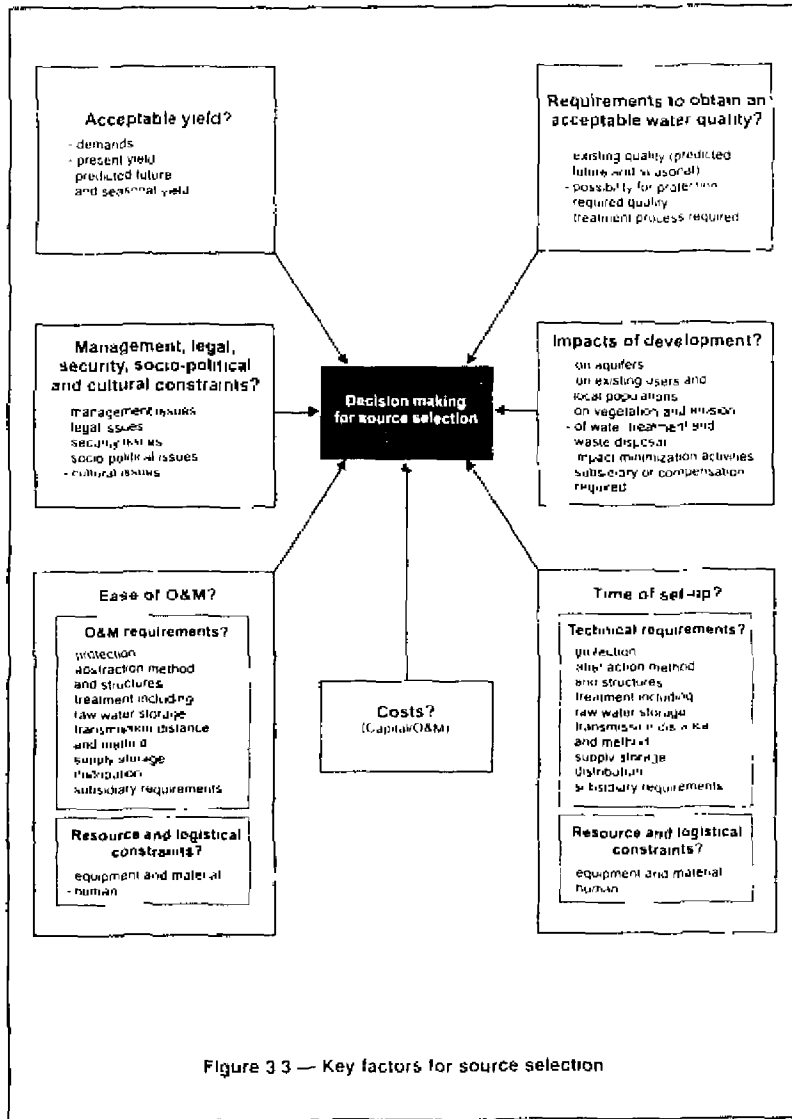 Acceptable yield?
- demands
- present yield
predicted future
and seasonal yield
Requirements to obtain an
acceptable water quality?
existing quality (predicted
future and seasonal)
- possibility for protection
required quality
treatment process required
Management, legal,
security, socio-political
and cultural constraints?
management issues
legal issues
security issues
socio political issues
- cultural issues
Decision making
for source selection
Impacts of development?
on aquifers
on existing users and
local populations
on vegetation and erosion
- of water treatment and
waste disposal
impact minimization activities
subsidiary or compensation
required
Ease of O&M?
O&M requirements?
protection
abstraction method
and structures
treatment including
raw water storage
transmission distance
and method
supply storage
distribution
subsidiary requirements
Resource and logistical
constraints?
equipment and material
- human
Costs?
(Capital/O&M)
Time of set-up?
Technical requirements?
protection
abstraction method
and structures
treatment including
raw water storage
transmission distance
and method
supply storage
distribution
subsidiary requirements
Resource and logistical
constraints?
equipment and material
human
Figure 3 3 — Key factors for source selection